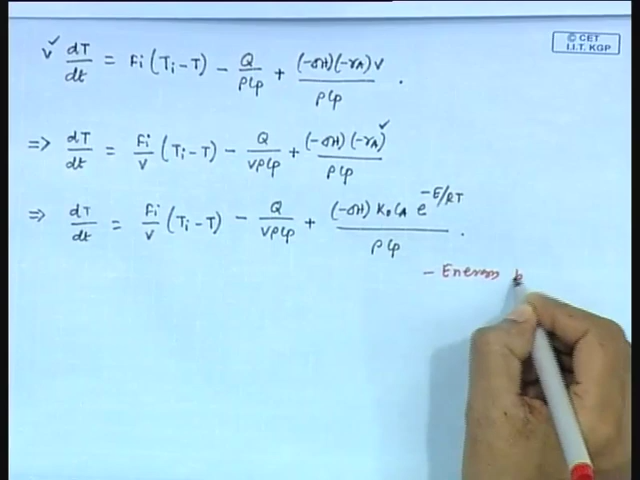 © CET
I.I.T. KGP
V dT/dt = Fi (Ti - T) - Q/ρCp + (-ΔH)(-rA)V/ρCp .
⇒ dT/dt = Fi/V (Ti - T) - Q/VρCp + (-ΔH)(-rA)/ρCp
⇒ dT/dt = Fi/V (Ti - T) - Q/VρCp + (-ΔH) K₀ CA e^-E/RT/ρCp .
- Energy b